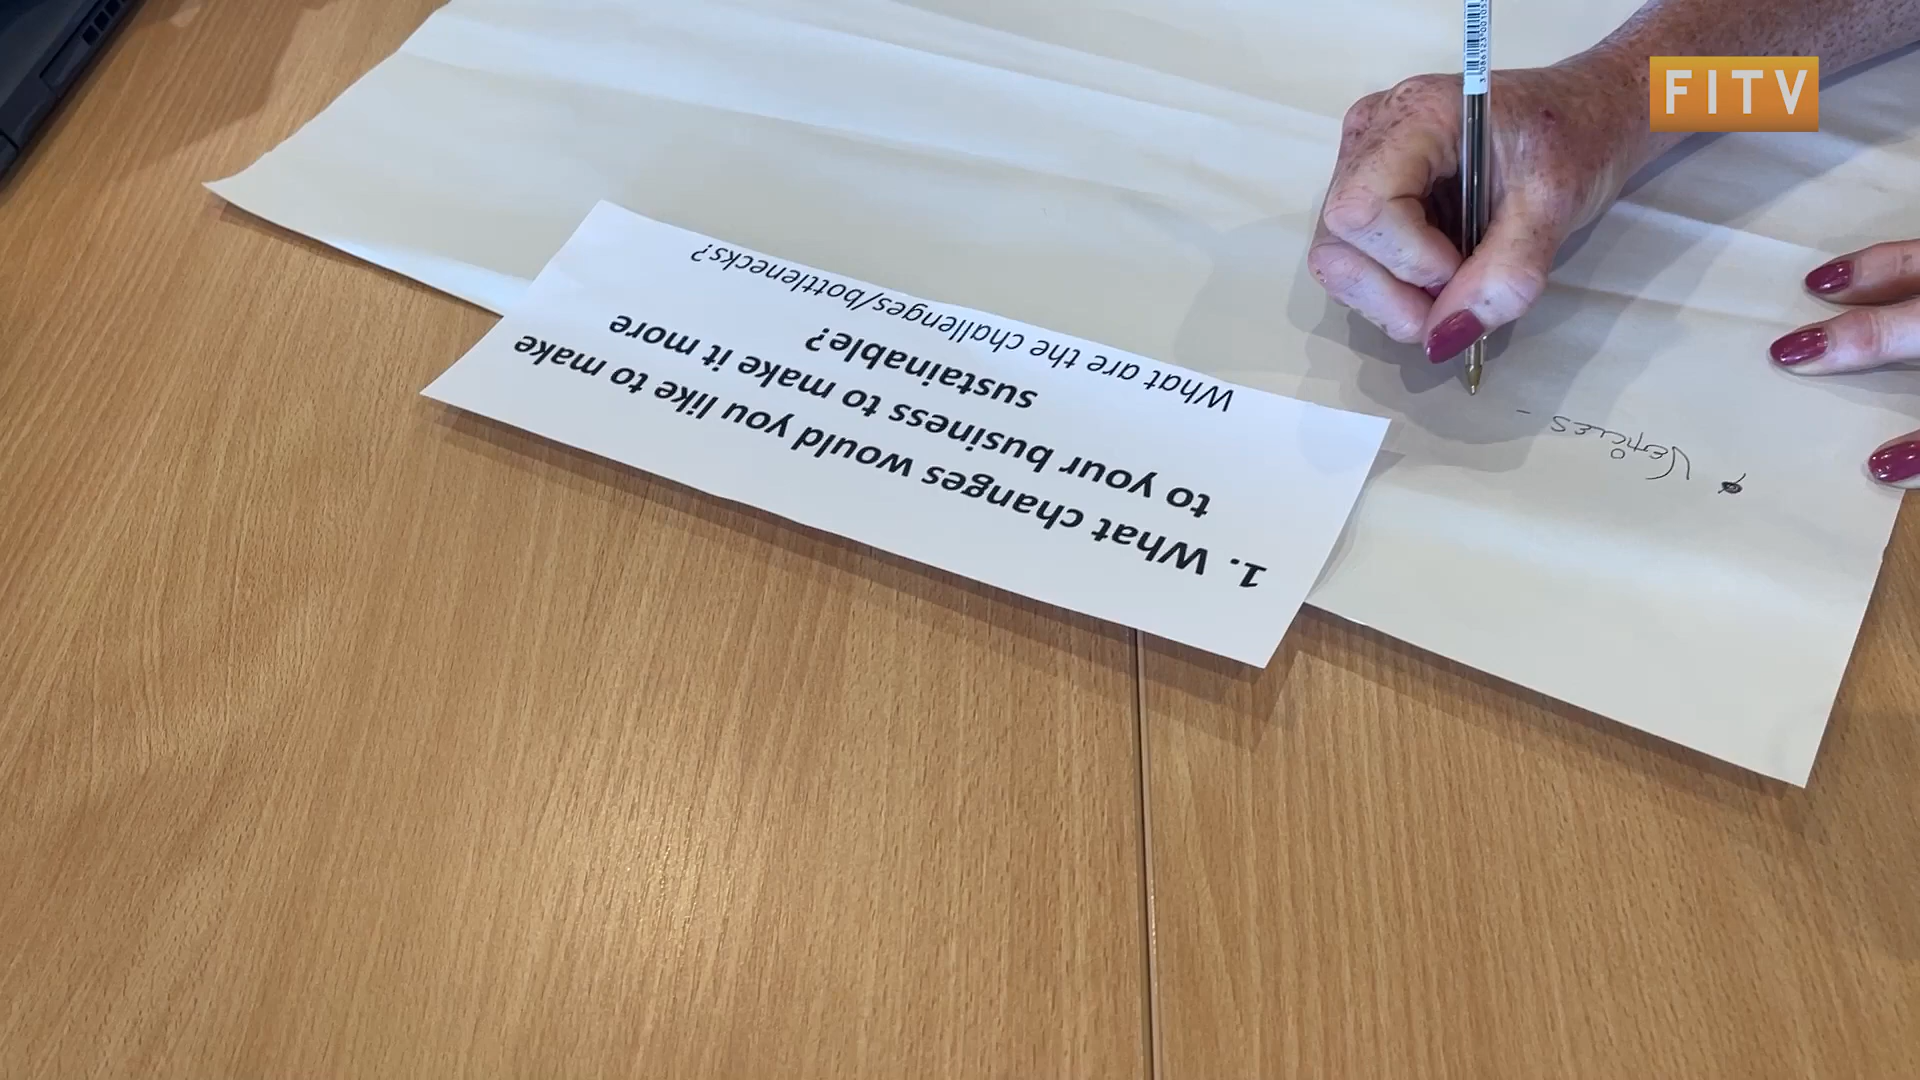 FITV
1. What changes would you like to make
to your business to make it more
sustainable?
What are the challenges/bottlenecks?
Vehicles -